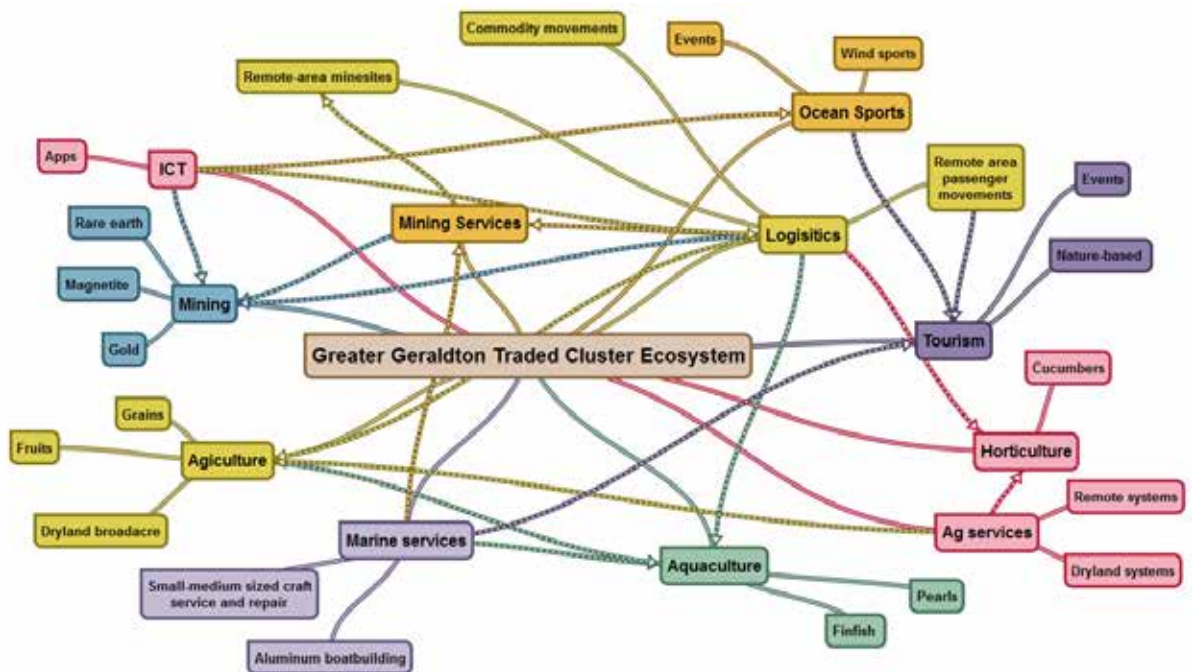 Commodity movements
Events
Wind sports
Remote-area minesites
Ocean Sports
Apps
ICT
Remote area
passenger
movements
Events
Rare earth
Mining Services
Logisitics
Nature-based
Magnetite
Mining
Gold
Greater Geraldton Traded Cluster Ecosystem
Tourism
Cucumbers
Grains
Fruits
Agiculture
Horticulture
Remote systems
Dryland broadacre
Marine services
Ag services
Aquaculture
Dryland systems
Small-medium sized craft
service and repair
Pearls
Finfish
Aluminum boatbuilding